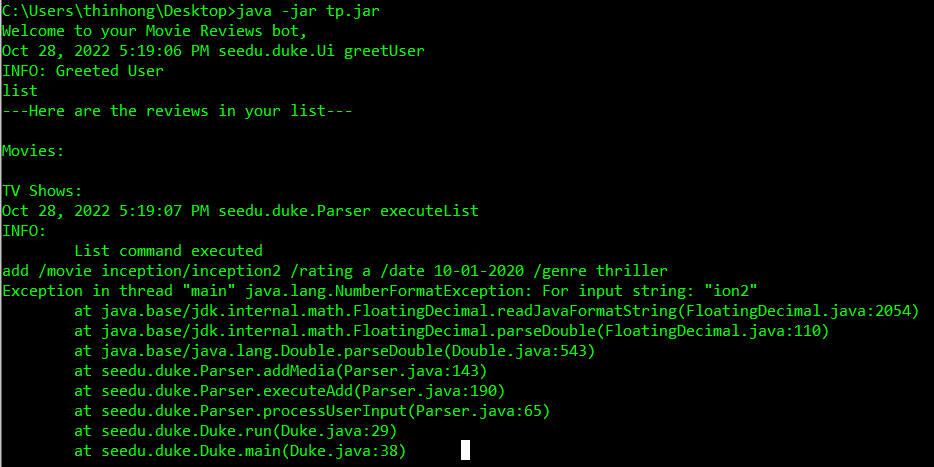 C:\Users\thinhong\Desktop>java -jar tp.jar
Welcome to your Movie Reviews bot,
Oct 28, 2022 5:19:06 PM seedu.duke.Ui greetUser
INFO: Greeted User
list
---Here are the reviews in your list---
Movies:
TV Shows:
Oct 28, 2022 5:19:07 PM seedu.duke.Parser executeList
INFO:
        List command executed
add /movie inception/inception2 /rating a /date 10-01-2020 /genre thriller
Exception in thread "main" java.lang.NumberFormatException: For input string: "ion2"
        at java.base/jdk.internal.math.FloatingDecimal.readJavaFormatString(FloatingDecimal.java:2054)
        at java.base/jdk.internal.math.FloatingDecimal.parseDouble(FloatingDecimal.java:110)
        at java.base/java.lang.Double.parseDouble(Double.java:543)
        at seedu.duke.Parser.addMedia(Parser.java:143)
        at seedu.duke.Parser.executeAdd(Parser.java:190)
        at seedu.duke.Parser.processUserInput(Parser.java:65)
        at seedu.duke.Duke.run(Duke.java:29)
        at seedu.duke.Duke.main(Duke.java:38)